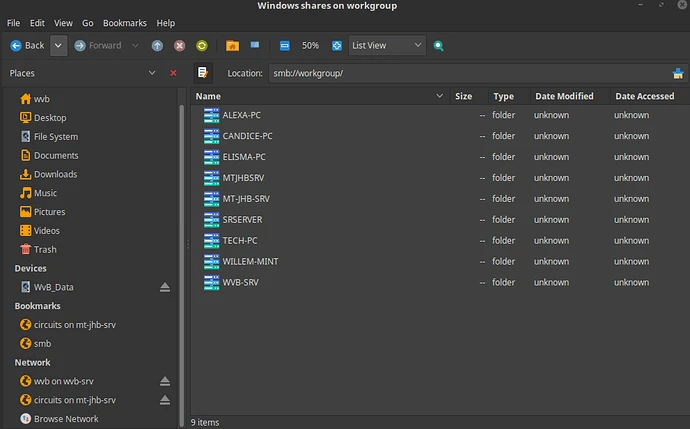 Windows shares on workgroup
File Edit View Go Bookmarks Help
Back Forward 50% List View
Places Location: smb://workgroup/
Name Size Type Date Modified Date Accessed
wvb
Desktop
File System
Documents
Downloads
Music
Pictures
Videos
Trash
Devices
WvB_Data
Bookmarks
circuits on mt-jhb-srv
smb
Network
wvb on wvb-srv
circuits on mt-jhb-srv
Browse Network
ALEXA-PC -- folder unknown unknown
CANDICE-PC -- folder unknown unknown
ELISMA-PC -- folder unknown unknown
MTJHBSRV -- folder unknown unknown
MT-JHB-SRV -- folder unknown unknown
SRSERVER -- folder unknown unknown
TECH-PC -- folder unknown unknown
WILLEM-MINT -- folder unknown unknown
WVB-SRV -- folder unknown unknown
9 items